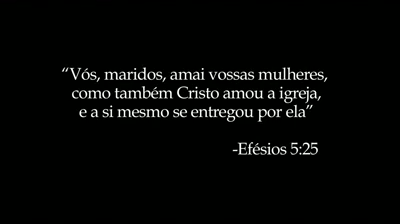 “Vós, maridos, amai vossas mulheres,
como também Cristo amou a igreja,
e a si mesmo se entregou por ela”
-Efésios 5:25